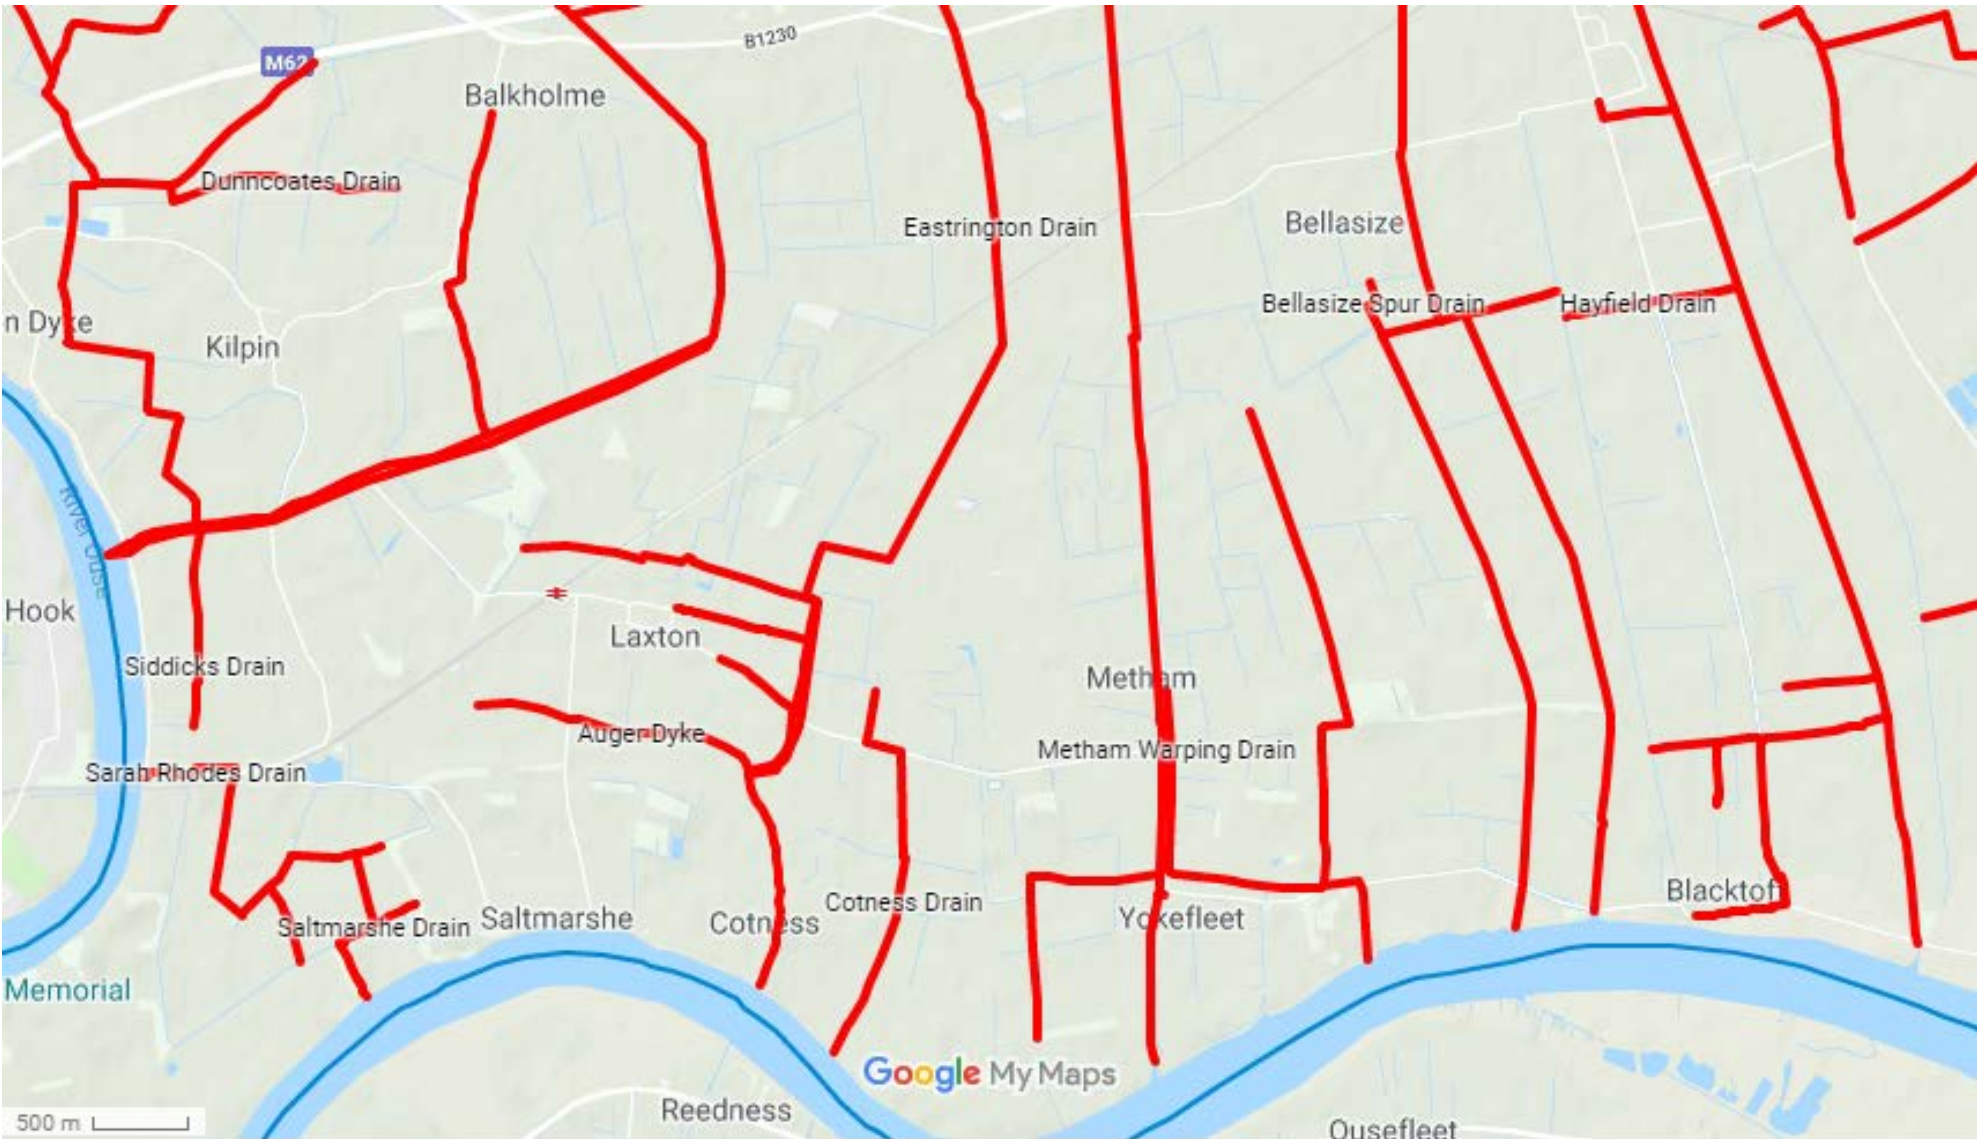 B1230
M62
Balkholme
Dunncoates Drain
Eastrington Drain
Bellasize
Bellasize Spur Drain
Hayfield Drain
n Dyke
Kilpin
River Ouse
Hook
Laxton
Siddicks Drain
Metham
Auger Dyke
Metham Warping Drain
Sarah Rhodes Drain
Blacktoft
Cotness Drain
Saltmarshe Drain
Saltmarshe
Cotness
Yokefleet
Memorial
Google My Maps
Reedness
500 m
Ousefleet